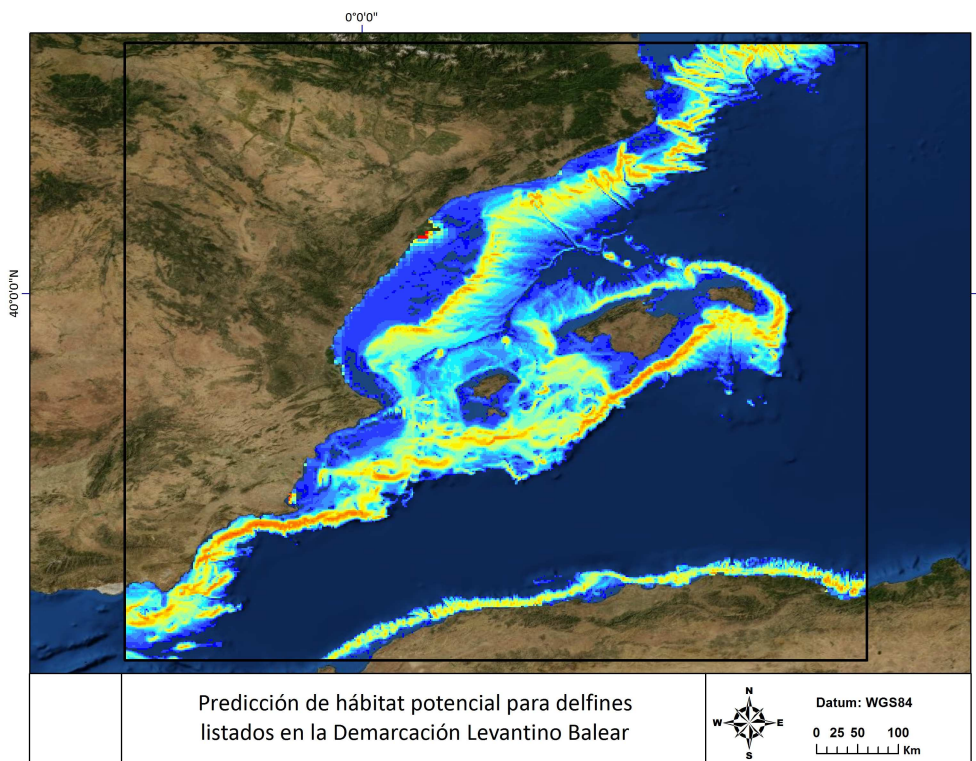 0°0'0"
40°0'0"N
Predicción de hábitat potencial para delfines
listados en la Demarcación Levantino Balear
N
W
E
S
Datum: WGS84
0 25 50 100
Km